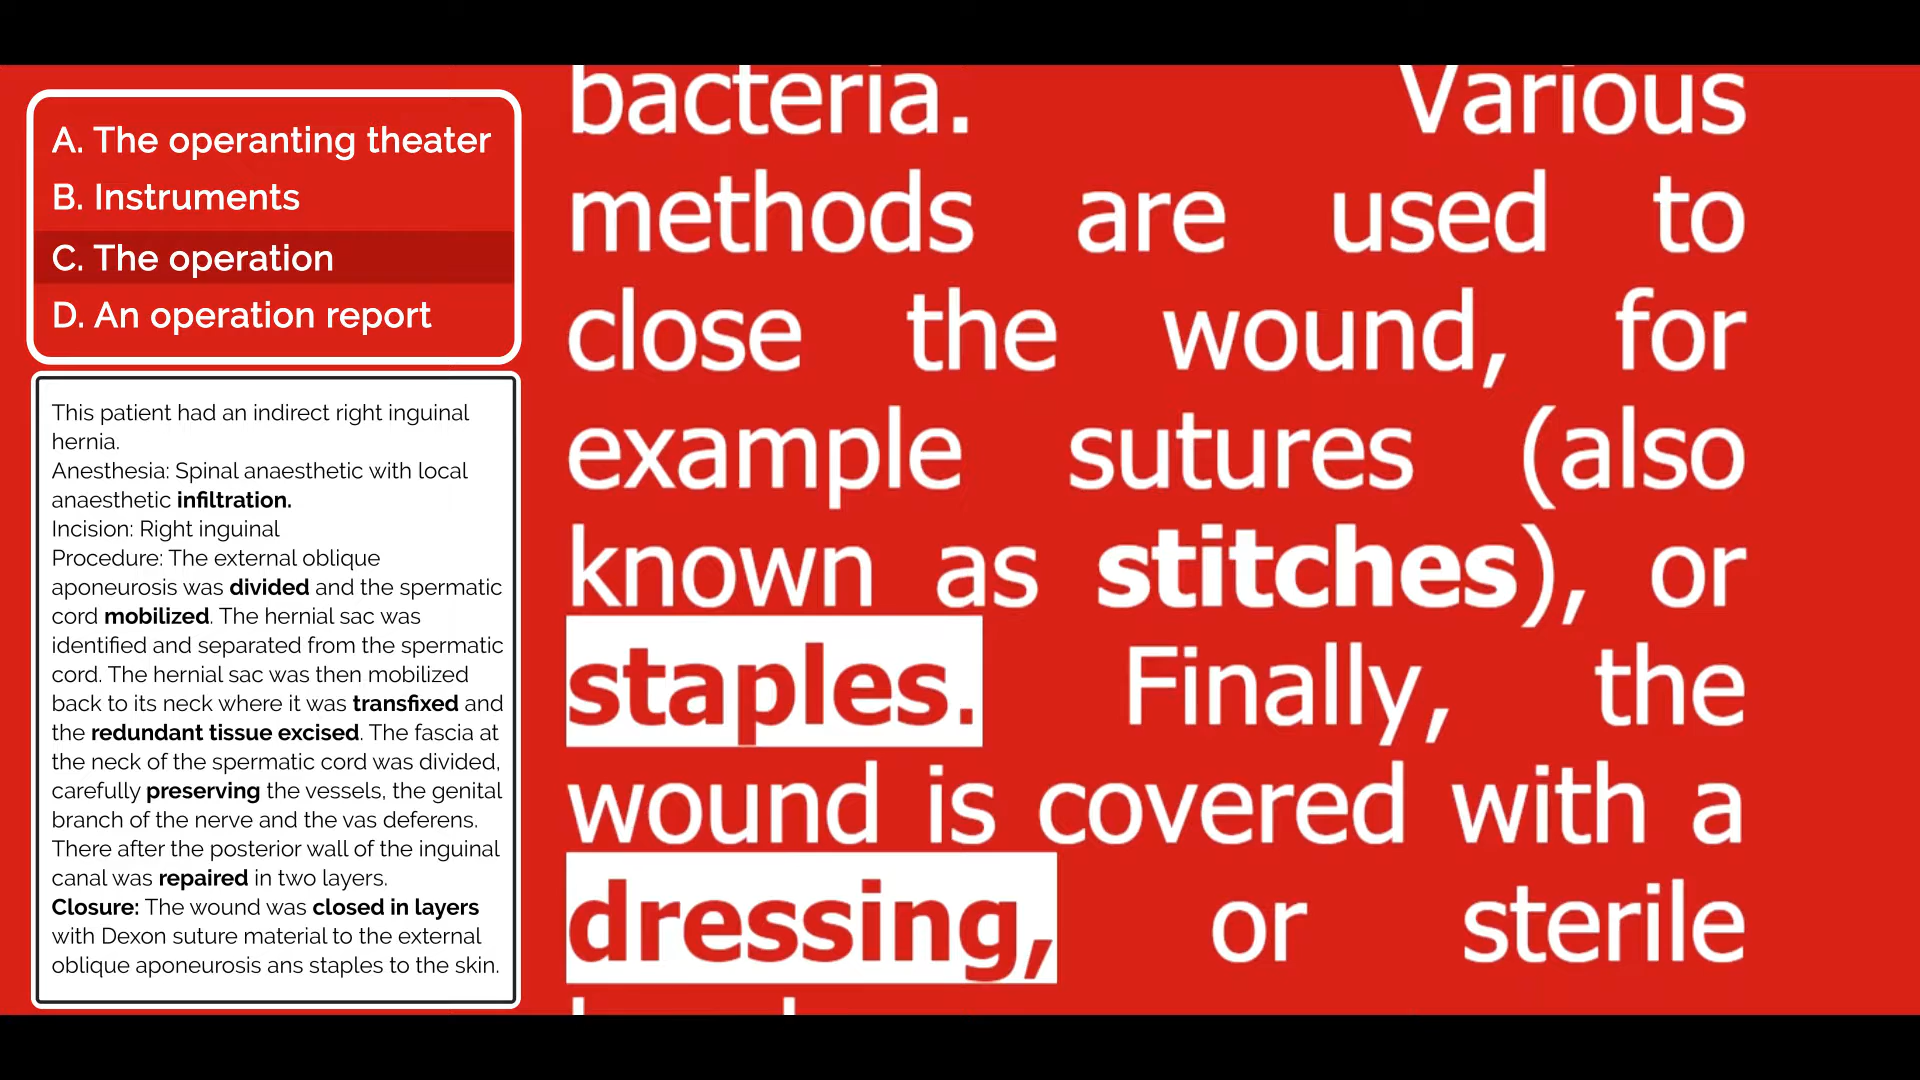 A. The operanting theater
B. Instruments
C. The operation
D. An operation report
This patient had an indirect right inguinal
hernia.
Anesthesia: Spinal anaesthetic with local
anaesthetic infiltration.
Incision: Right inguinal
Procedure: The external oblique
aponeurosis was divided and the spermatic
cord mobilized. The hernial sac was
identified and separated from the spermatic
cord. The hernial sac was then mobilized
back to its neck where it was transfixed and
the redundant tissue excised. The fascia at
the neck of the spermatic cord was divided,
carefully preserving the vessels, the genital
branch of the nerve and the vas deferens.
There after the posterior wall of the inguinal
canal was repaired in two layers.
Closure: The wound was closed in layers
with Dexon suture material to the external
oblique aponeurosis ans staples to the skin.
bacteria. Various
methods are used to
close the wound, for
example sutures (also
known as stitches), or
staples. Finally, the
wound is covered with a
dressing, or sterile